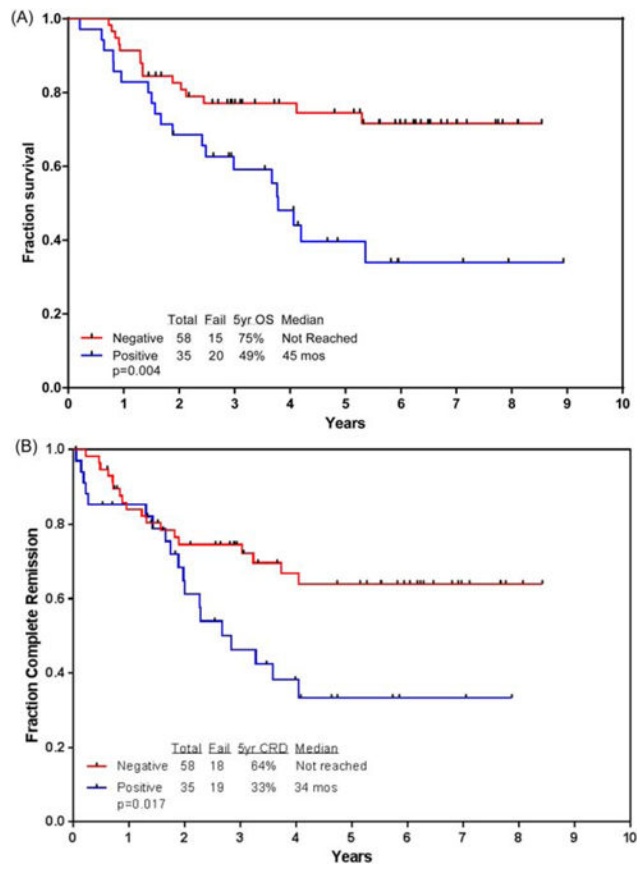 (A)
1.0
0.8
0.6
0.4
0.2
0.0
Fraction survival
Total Fail 5yr OS Median
Negative 58 15 75% Not Reached
Positive 35 20 49% 45 mos
p=0.004
0 1 2 3 4 5 6 7 8 9 10
Years
(B)
1.0
0.8
0.6
0.4
0.2
0.0
Fraction Complete Remission
Total Fail 5yr CRD Median
Negative 58 18 64% Not reached
Positive 35 19 33% 34 mos
p=0.017
0 1 2 3 4 5 6 7 8 9 10
Years